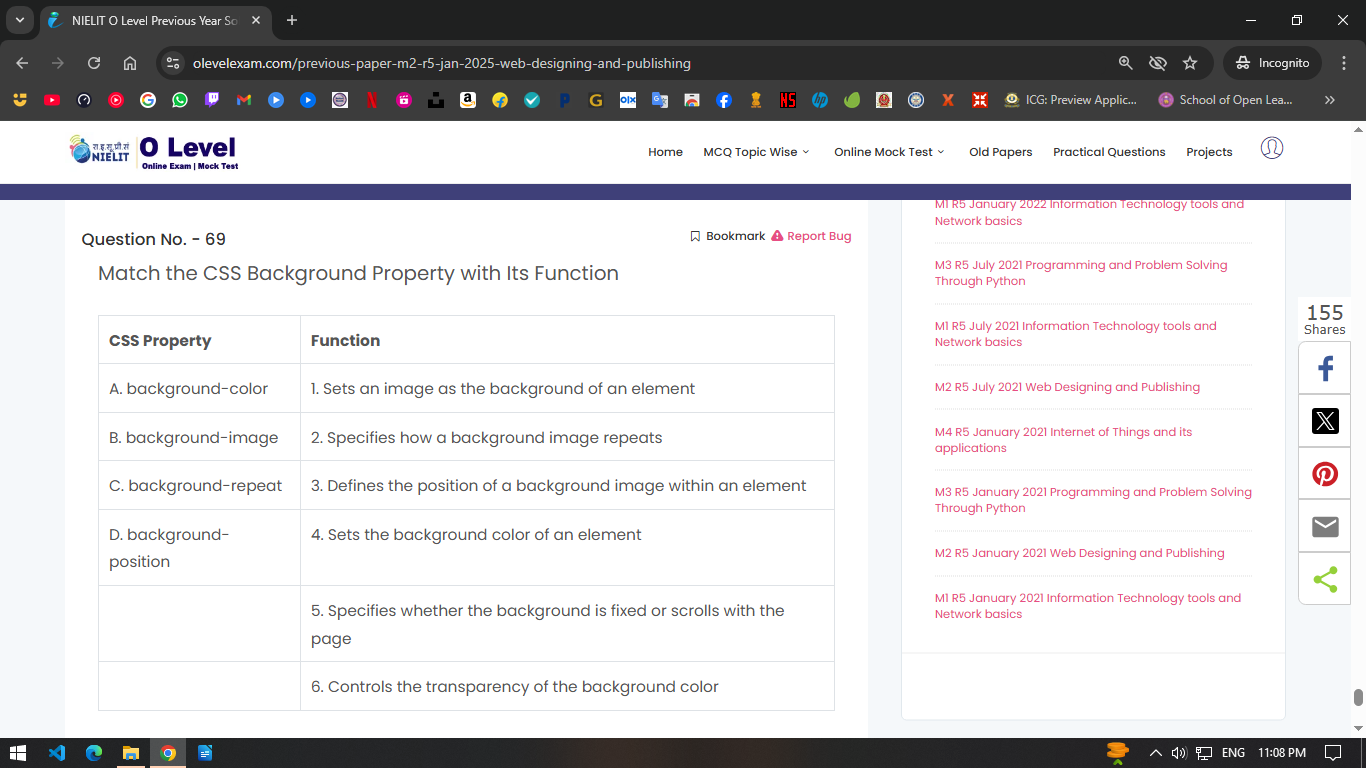 NIELIT O Level Previous Year So
olevelexam.com/previous-paper-m2-r5-jan-2025-web-designing-and-publishing
Incognito
ICG: Preview Applic...
School of Open Lea...
NIELIT
O Level
Online Exam | Mock Test
Home
MCQ Topic Wise
Online Mock Test
Old Papers
Practical Questions
Projects
Question No. - 69
Bookmark
Report Bug
Match the CSS Background Property with Its Function
CSS Property
Function
A. background-color
1. Sets an image as the background of an element
B. background-image
2. Specifies how a background image repeats
C. background-repeat
3. Defines the position of a background image within an element
D. background-
position
4. Sets the background color of an element
5. Specifies whether the background is fixed or scrolls with the
page
6. Controls the transparency of the background color
M1 R5 January 2022 Information Technology tools and
Network basics
M3 R5 July 2021 Programming and Problem Solving
Through Python
M1 R5 July 2021 Information Technology tools and
Network basics
M2 R5 July 2021 Web Designing and Publishing
M4 R5 January 2021 Internet of Things and its
applications
M3 R5 January 2021 Programming and Problem Solving
Through Python
M2 R5 January 2021 Web Designing and Publishing
M1 R5 January 2021 Information Technology tools and
Network basics
155
Shares
ENG
11:08 PM